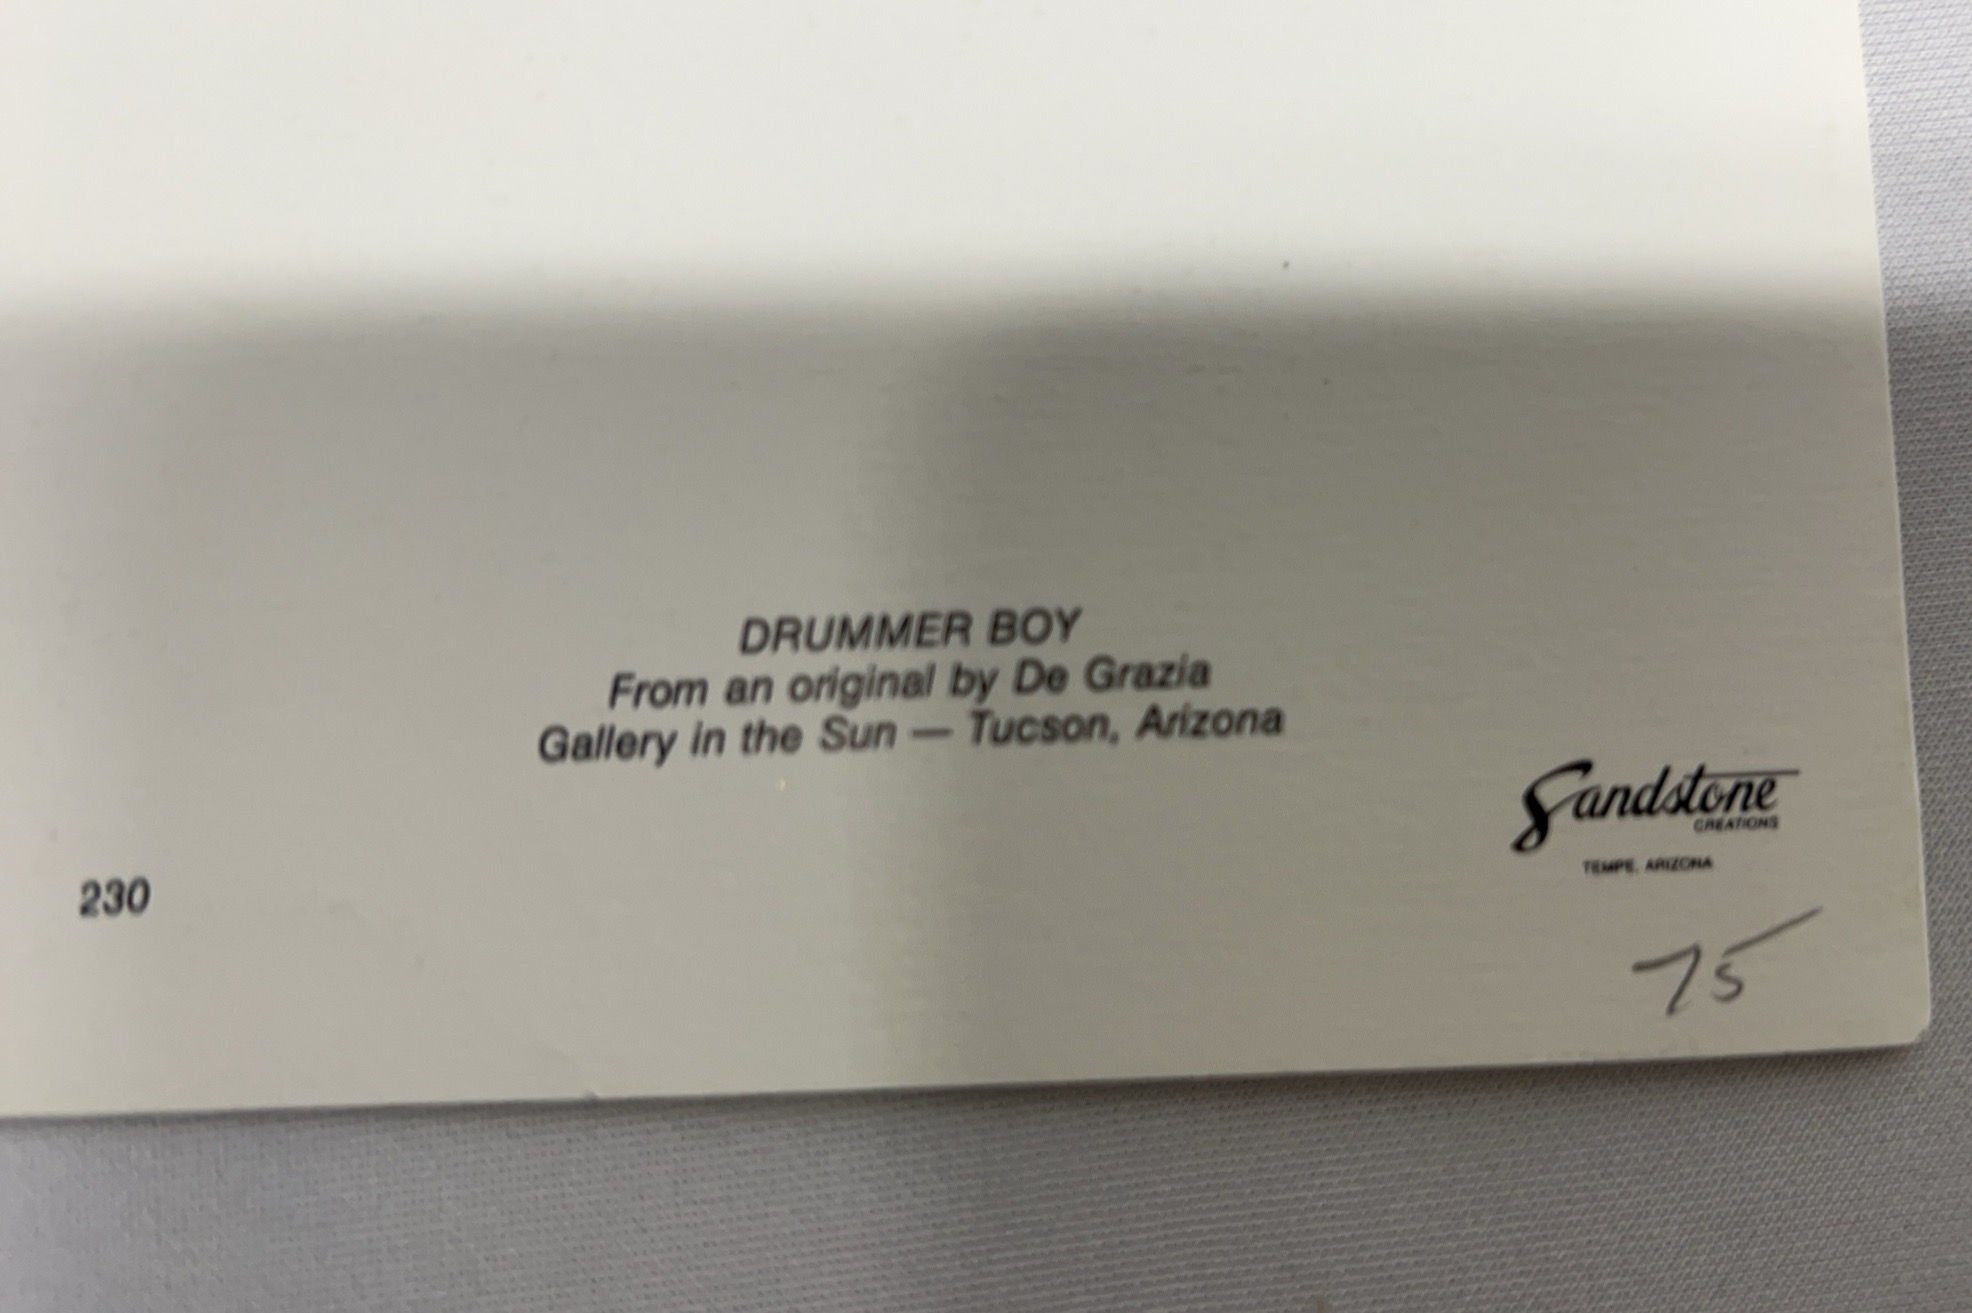 DRUMMER BOY
From an original by De Grazia
Gallery in the Sun — Tucson, Arizona
Sandstone
CREATIONS
TEMPE, ARIZONA
230
75